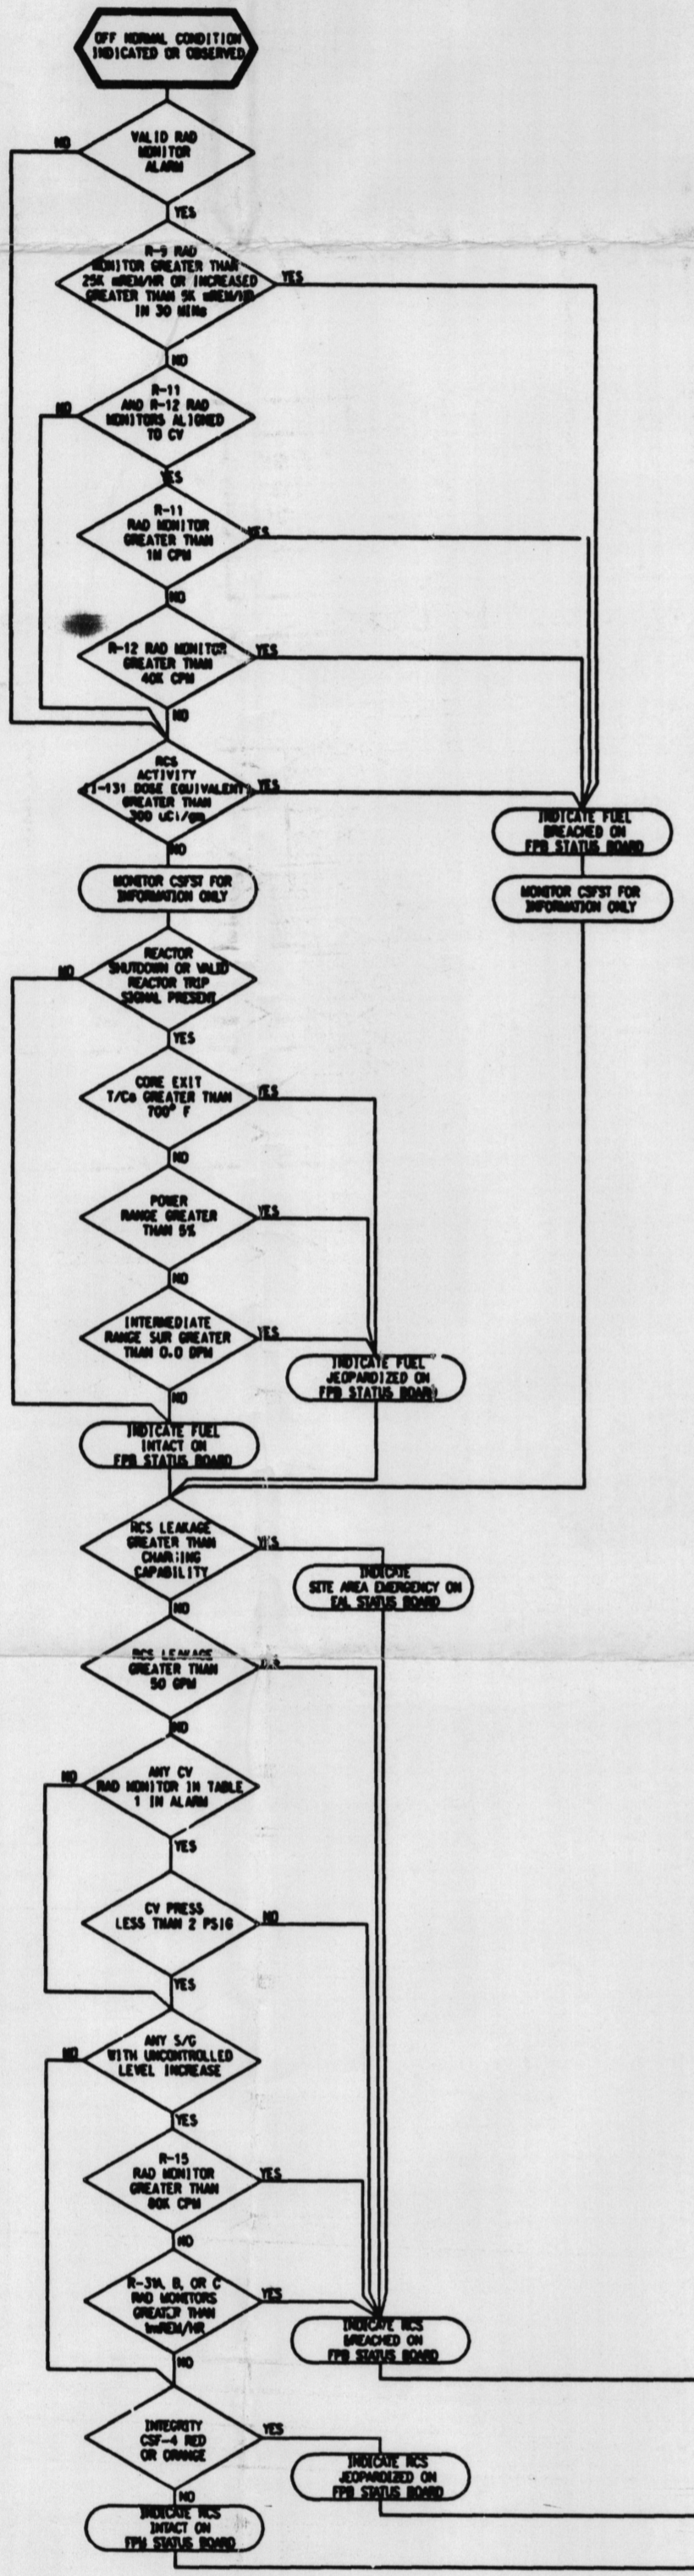 OFF NORMAL CONDITION
INDICATED OR OBSERVED
VALID RAD
MONITOR
ALARM
NO
YES
R-9 RAD
MONITOR GREATER THAN
25K mREM/HR OR INCREASED
GREATER THAN 5K mREM/HR
IN 30 MINs
YES
NO
R-11
AND R-12 RAD
MONITORS ALIGNED
TO CV
NO
YES
R-11
RAD MONITOR
GREATER THAN
1M CPM
YES
NO
R-12 RAD MONITOR
GREATER THAN
40K CPM
YES
NO
RCS
ACTIVITY
(I-131 DOSE EQUIVALENT)
GREATER THAN
300 uCi/gm
YES
NO
INDICATE FUEL
BREACHED ON
FPB STATUS BOARD
MONITOR CSFST FOR
INFORMATION ONLY
MONITOR CSFST FOR
INFORMATION ONLY
REACTOR
SHUTDOWN OR VALID
REACTOR TRIP
SIGNAL PRESENT
NO
YES
CORE EXIT
T/Cs GREATER THAN
700° F
YES
NO
POWER
RANGE GREATER
THAN 5%
YES
NO
INTERMEDIATE
RANGE SUR GREATER
THAN 0.0 DPM
YES
NO
INDICATE FUEL
JEOPARDIZED ON
FPB STATUS BOARD
INDICATE FUEL
INTACT ON
FPB STATUS BOARD
RCS LEAKAGE
GREATER THAN
CHARGING
CAPABILITY
YES
NO
INDICATE
SITE AREA EMERGENCY ON
EAL STATUS BOARD
RCS LEAKAGE
GREATER THAN
50 GPM
NO
ANY CV
RAD MONITOR IN TABLE
1 IN ALARM
NO
YES
CV PRESS
LESS THAN 2 PSIG
NO
YES
ANY S/G
WITH UNCONTROLLED
LEVEL INCREASE
NO
YES
R-15
RAD MONITOR
GREATER THAN
80K CPM
YES
NO
R-31A, B, OR C
RAD MONITORS
GREATER THAN
1mREM/HR
YES
NO
INDICATE RCS
BREACHED ON
FPB STATUS BOARD
INTEGRITY
CSF-4 RED
OR ORANGE
YES
NO
INDICATE RCS
JEOPARDIZED ON
FPB STATUS BOARD
INDICATE RCS
INTACT ON
FPB STATUS BOARD